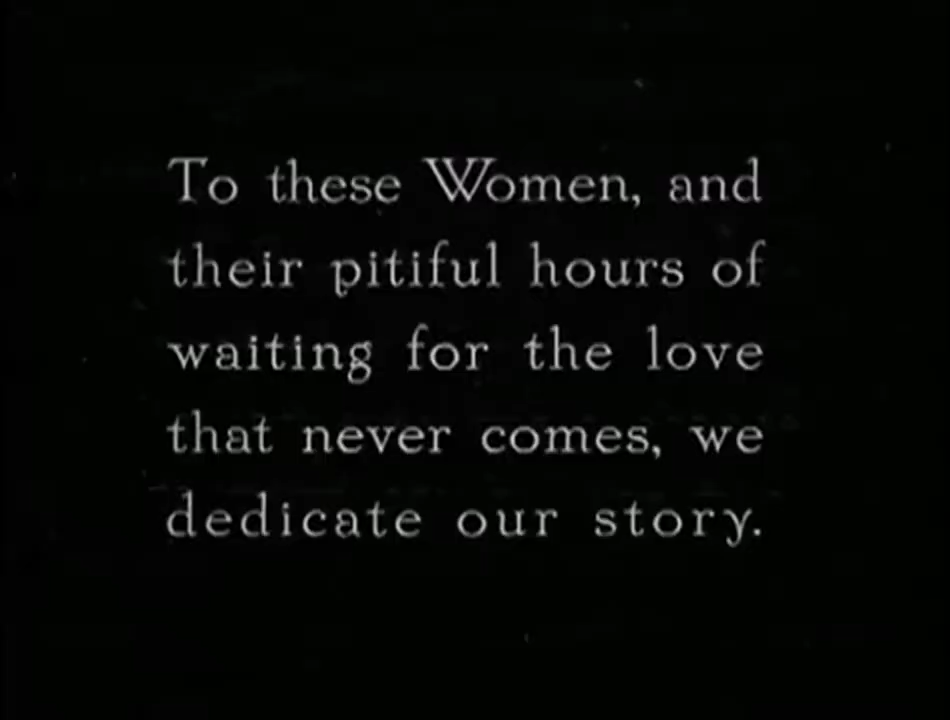 To these Women, and
their pitiful hours of
waiting for the love
that never comes, we
dedicate our story.